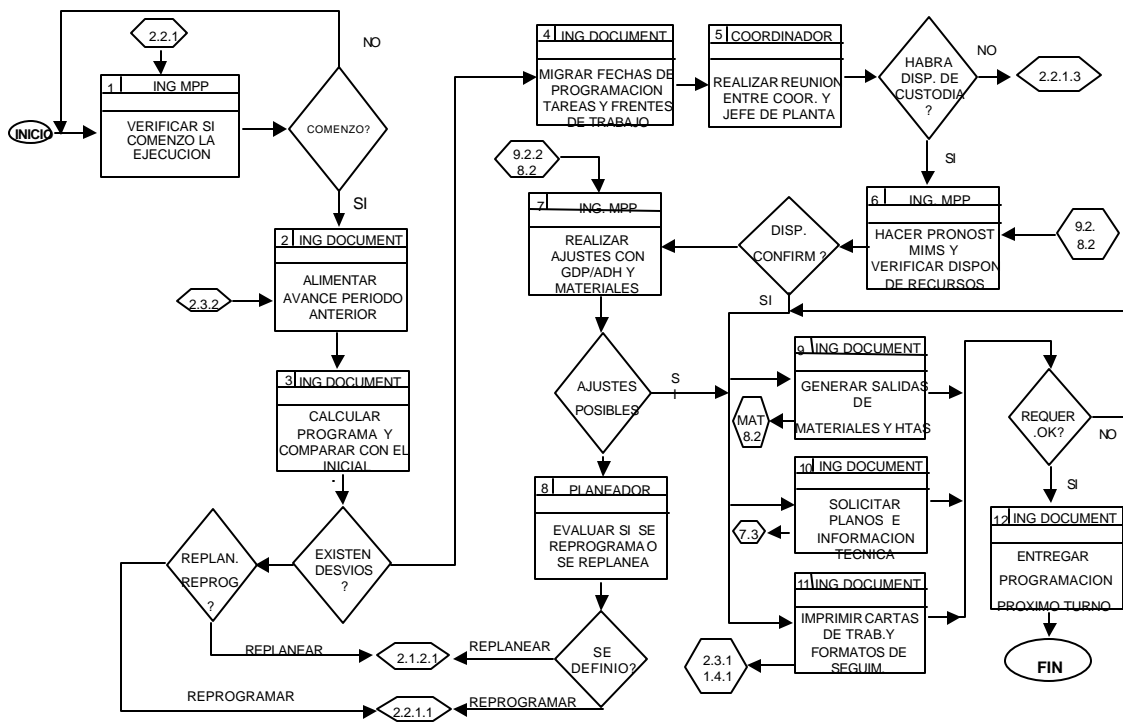 INICIO
2.2.1
NO
1 ING MPP
VERIFICAR SI
COMENZO LA
EJECUCION
COMENZO?
SI
2 ING DOCUMENT
ALIMENTAR
AVANCE PERIODO
ANTERIOR
2.3.2
3 ING DOCUMENT
CALCULAR
PROGRAMA Y
COMPARAR CON EL
INICIAL
EXISTEN
DESVIOS
?
REPLAN.
REPROG.
?
REPLANEAR
2.1.2.1
REPROGRAMAR
2.2.1.1
4 ING DOCUMENT
MIGRAR FECHAS DE
PROGRAMACION
TAREAS Y FRENTES
DE TRABAJO
5 COORDINADOR
REALIZAR REUNION
ENTRE COOR. Y
JEFE DE PLANTA
HABRA
DISP. DE
CUSTODIA
?
NO
2.2.1.3
SI
6 ING. MPP
HACER PRONOST
MIMS Y
VERIFICAR DISPON
DE RECURSOS
9.2.
8.2
DISP.
CONFIRM ?
SI
9.2.2
8.2
7 ING. MPP
REALIZAR
AJUSTES CON
GDP/ADH Y
MATERIALES
AJUSTES
POSIBLES
S
I
8 PLANEADOR
EVALUAR SI SE
REPROGRAMA O
SE REPLANEA
SE
DEFINIO?
REPLANEAR
REPROGRAMAR
9 ING DOCUMENT
GENERAR SALIDAS
DE
MATERIALES Y HTAS
MAT
8.2
10 ING DOCUMENT
SOLICITAR
PLANOS E
INFORMACION
TECNICA
7.3
11 ING DOCUMENT
IMPRIMIR CARTAS
DE TRAB.Y
FORMATOS DE
SEGUIM.
2.3.1
1.4.1
REQUER
.OK?
NO
SI
12 ING DOCUMENT
ENTREGAR
PROGRAMACION
PROXIMO TURNO
FIN